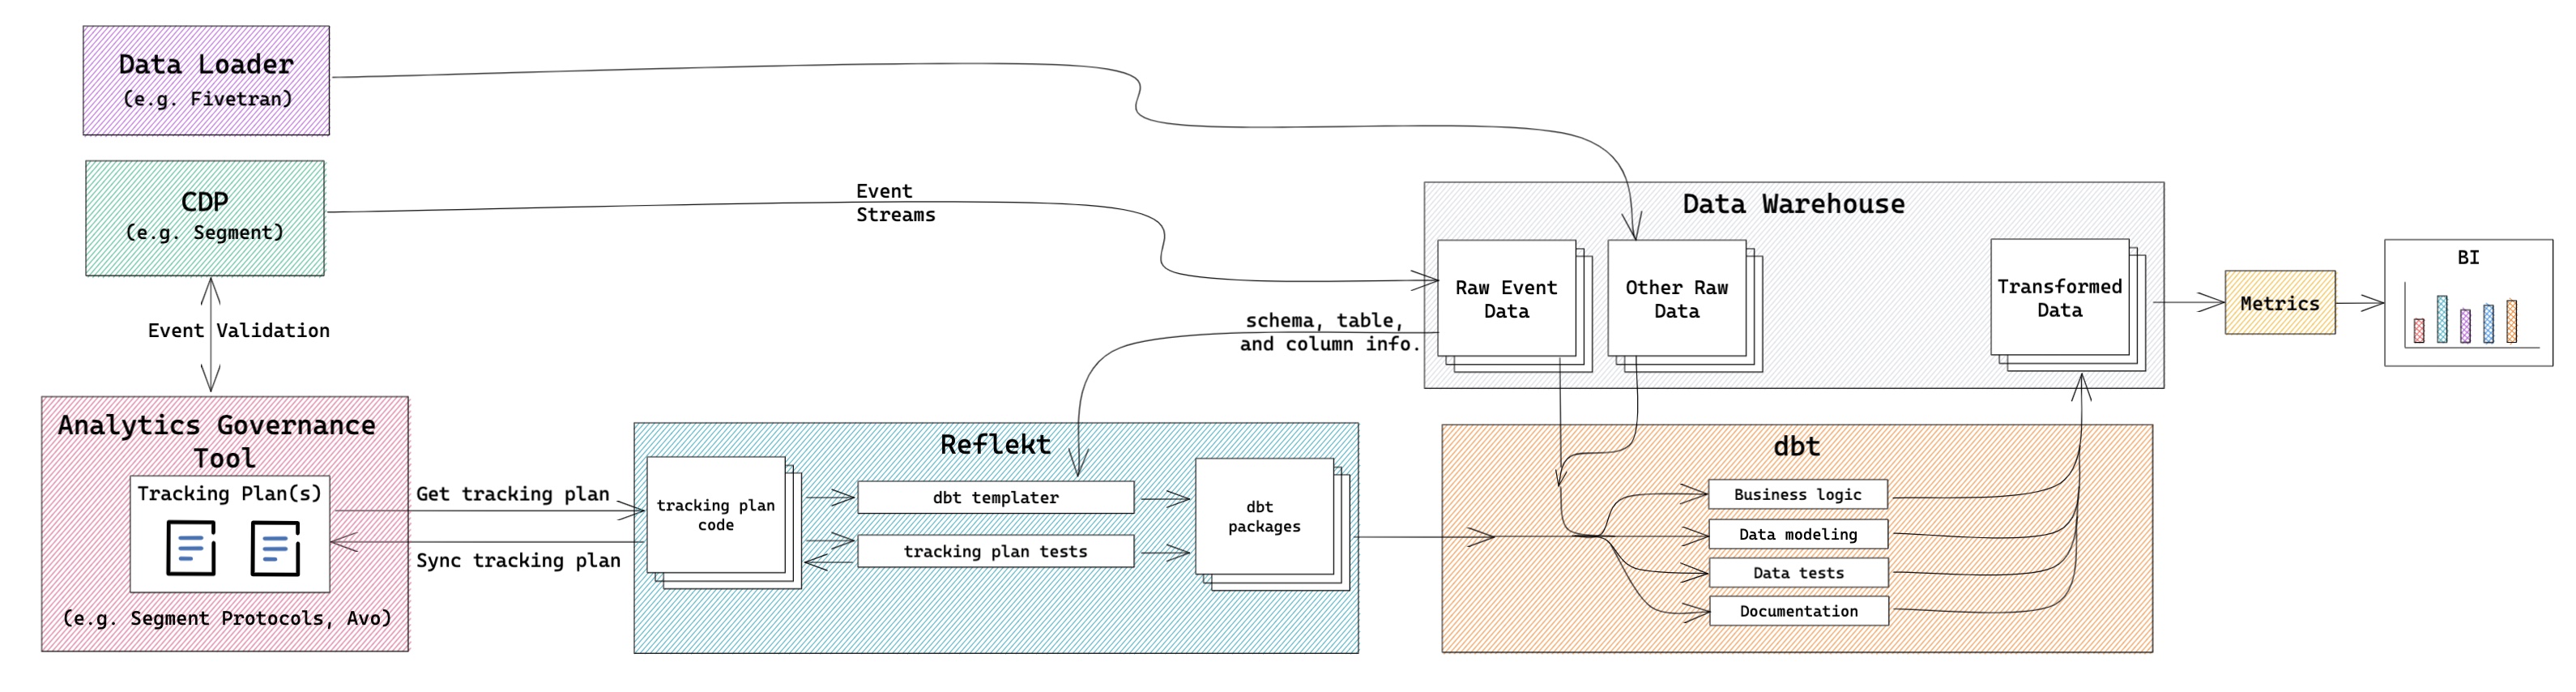 Data Loader
(e.g. Fivetran)
CDP
(e.g. Segment)
Event
Streams
Event Validation
Analytics Governance
Tool
Tracking Plan(s)
(e.g. Segment Protocols, Avo)
Get tracking plan
Sync tracking plan
Reflekt
tracking plan
code
dbt templater
tracking plan tests
dbt
packages
schema, table,
and column info.
Data Warehouse
Raw Event
Data
Other Raw
Data
Transformed
Data
dbt
Business logic
Data modeling
Data tests
Documentation
Metrics
BI